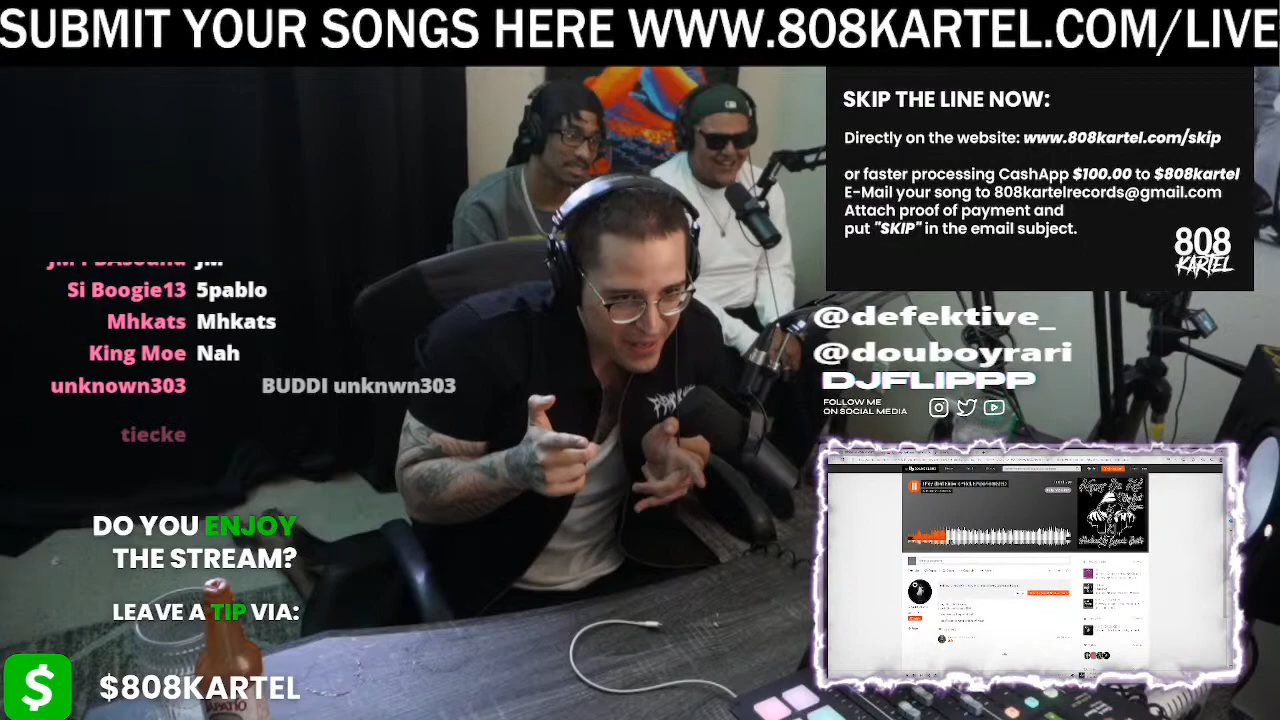 SUBMIT YOUR SONGS HERE WWW.808KARTEL.COM/LIVE
SKIP THE LINE NOW:
Directly on the website: www.808kartel.com/skip
or faster processing CashApp $100.00 to $808kartel
E-Mail your song to 808kartelrecords@gmail.com
Attach proof of payment and
put "SKIP" in the email subject.
808
KARTEL
@defektive_
@douboyrari
DJFLIPPP
FOLLOW ME
ON SOCIAL MEDIA
Si Boogie13 5pablo
Mhkats Mhkats
King Moe Nah
unknown303 BUDDI unknwn303
tiecke
DO YOU ENJOY
THE STREAM?
LEAVE A TIP VIA:
$
$808KARTEL